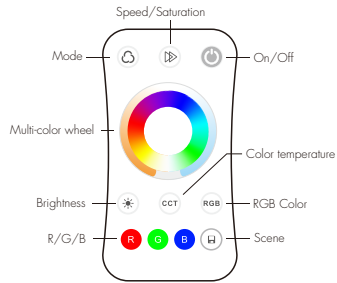 Speed/Saturation
Mode
On/Off
Multi-color wheel
Color temperature
Brightness
CCT
RGB
RGB Color
R/G/B
R
G
B
Scene